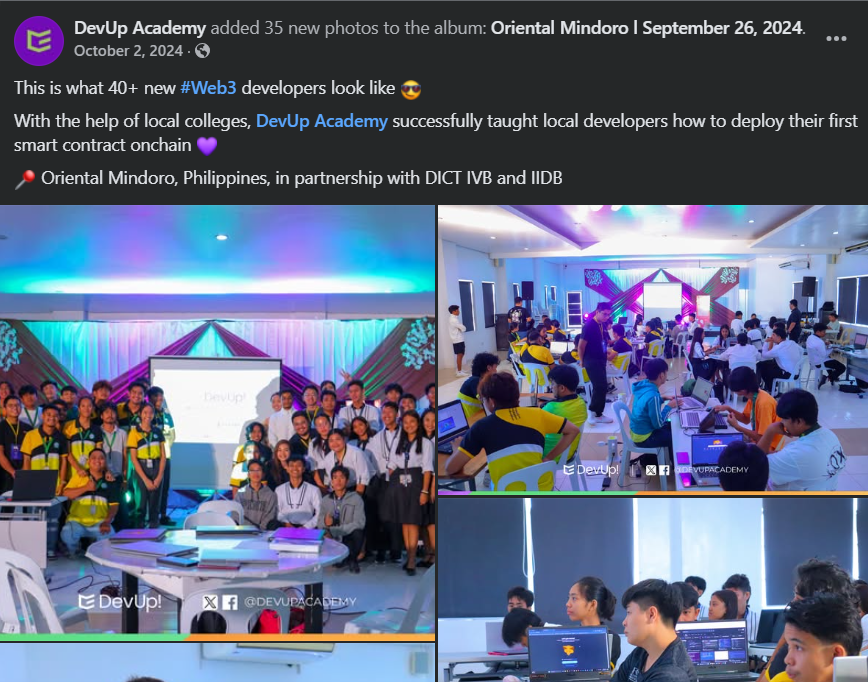 DevUp Academy added 35 new photos to the album: Oriental Mindoro l September 26, 2024.
October 2, 2024 ·
This is what 40+ new #Web3 developers look like 😎
With the help of local colleges, DevUp Academy successfully taught local developers how to deploy their first
smart contract onchain 💜
📍 Oriental Mindoro, Philippines, in partnership with DICT IVB and IIDB
DevUp!
DevUp! @DEVUPACADEMY
DevUp! @DEVUPACADEMY